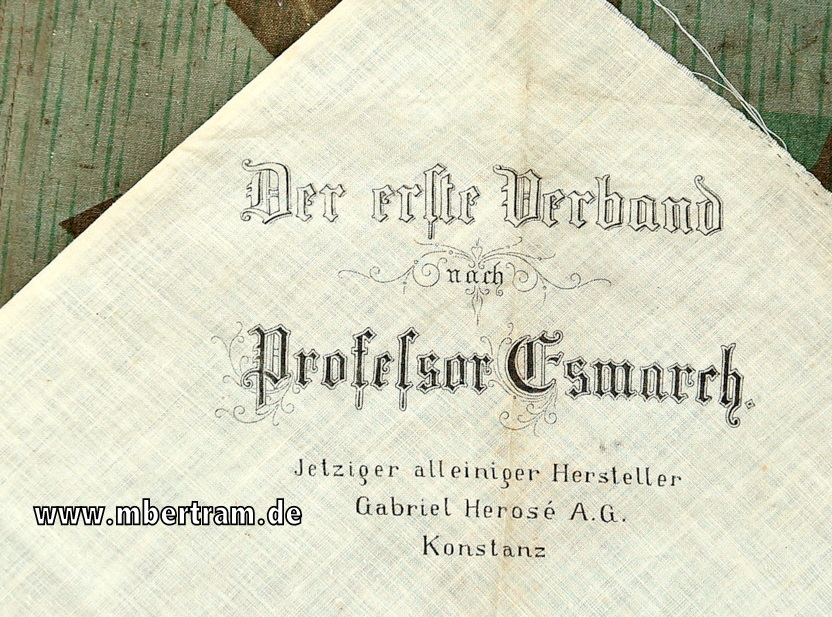 Der erste Verband
nach
Professor Esmarch.
Jetziger alleiniger Hersteller
Gabriel Herosé A.G.
Konstanz
www.mbertram.de